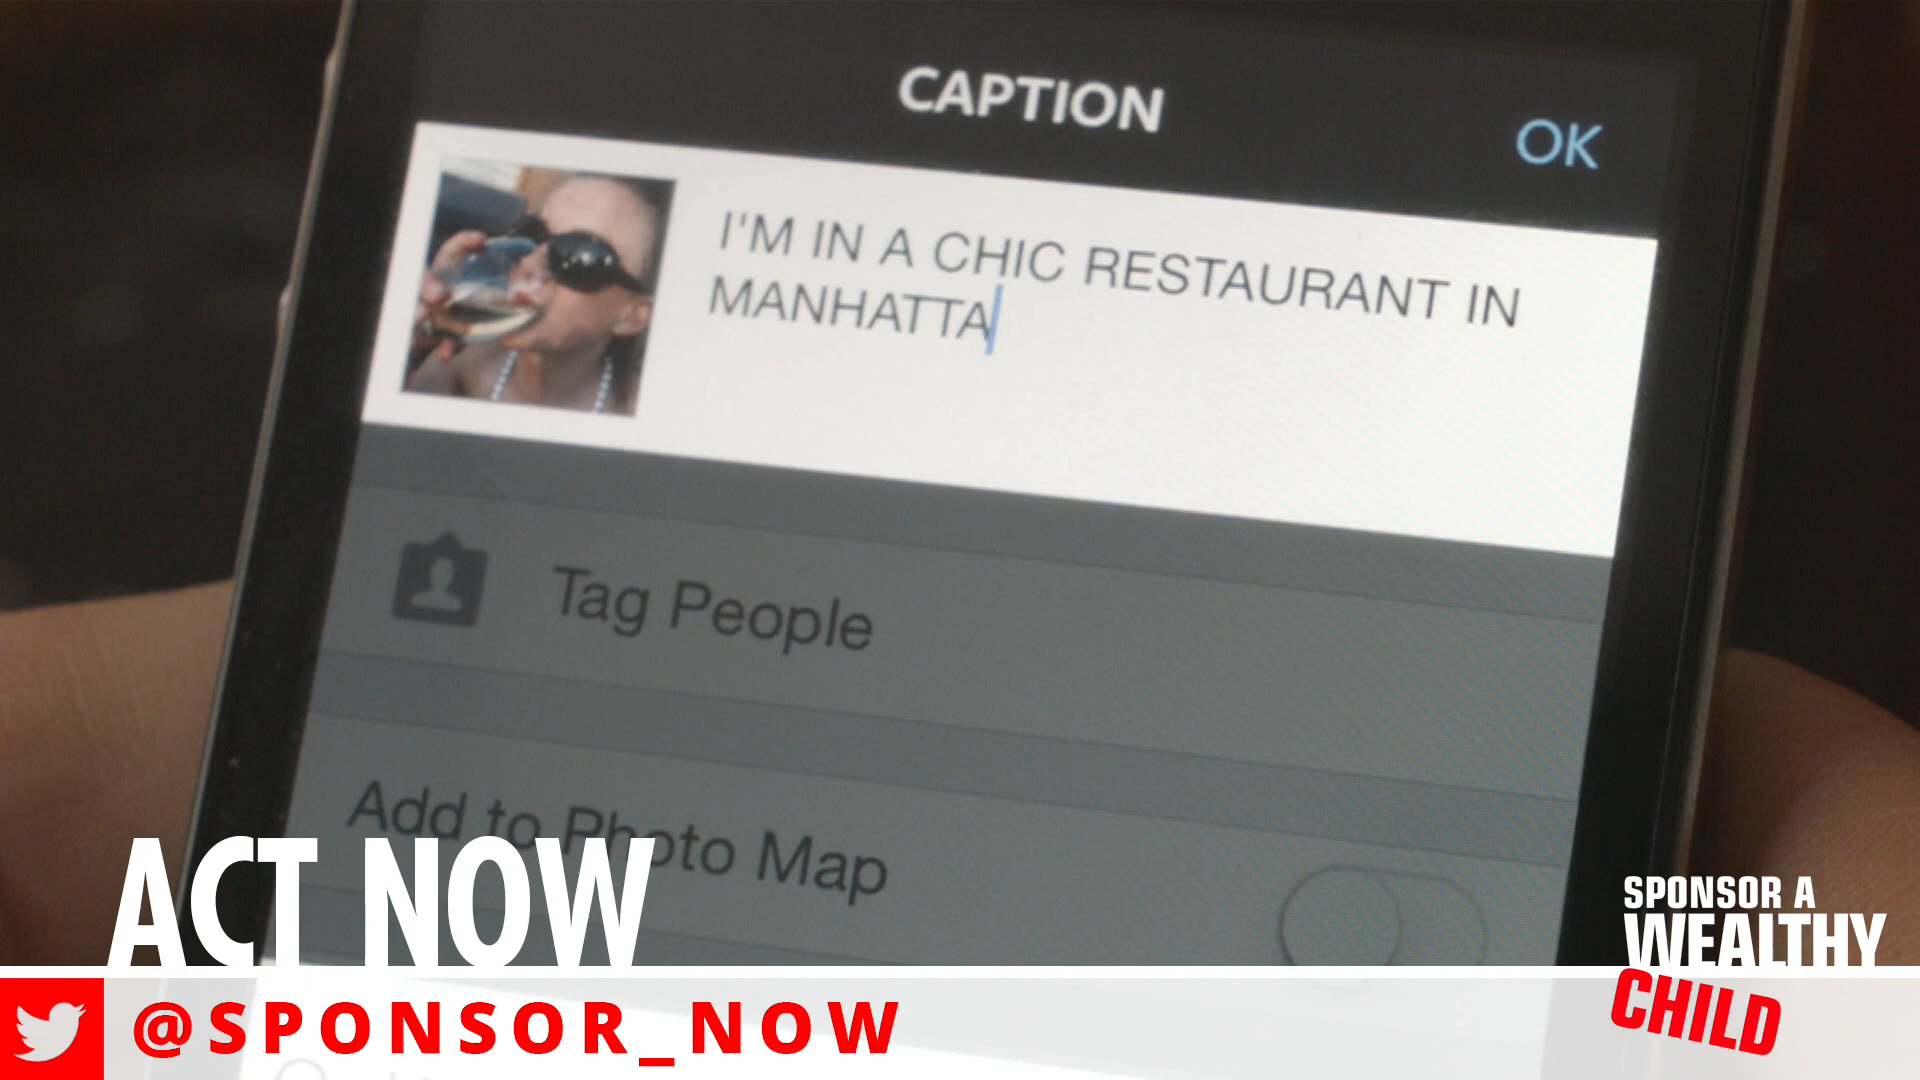 CAPTION
OK
I'M IN A CHIC RESTAURANT IN
MANHATTA
Tag People
Add to Photo Map
ACT NOW
SPONSOR A
WEALTHY
CHILD
@SPONSOR_NOW